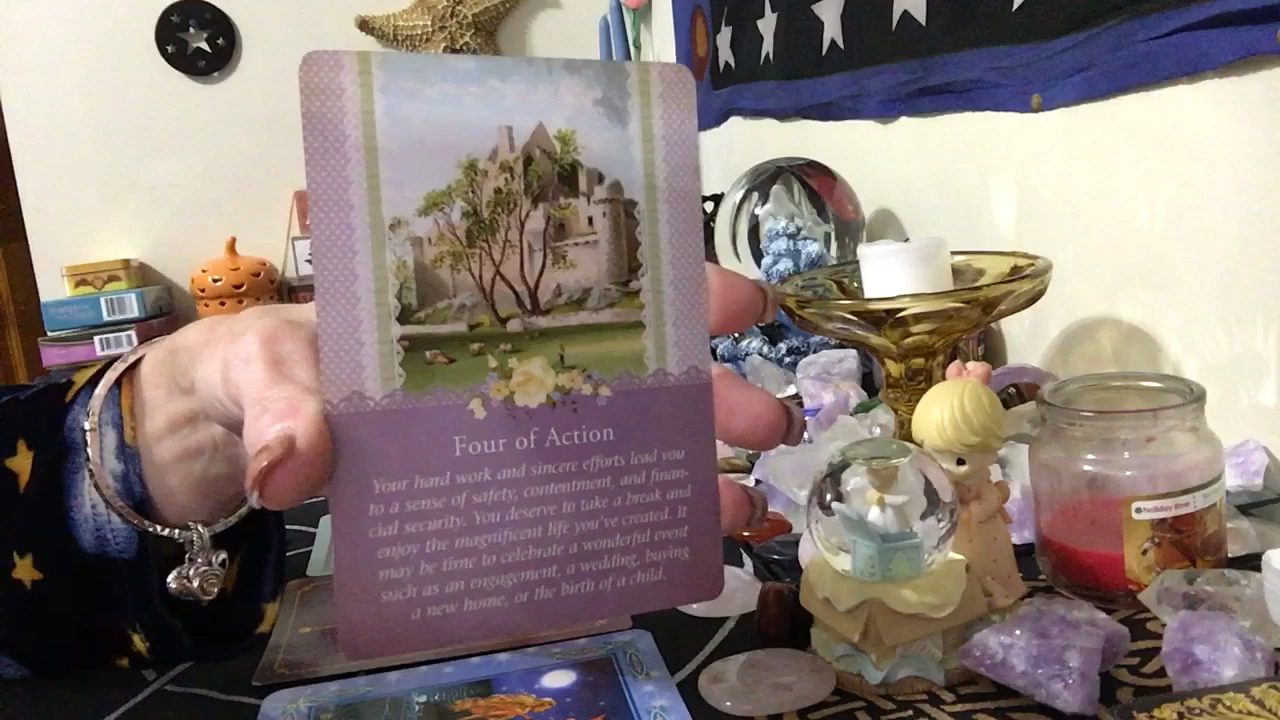 Four of Action
Your hard work and sincere efforts lead you
to a sense of safety, contentment, and finan-
cial security. You deserve to take a break and
enjoy the magnificent life you've created. It
may be time to celebrate a wonderful event
such as an engagement, a wedding, buying
a new home, or the birth of a child.